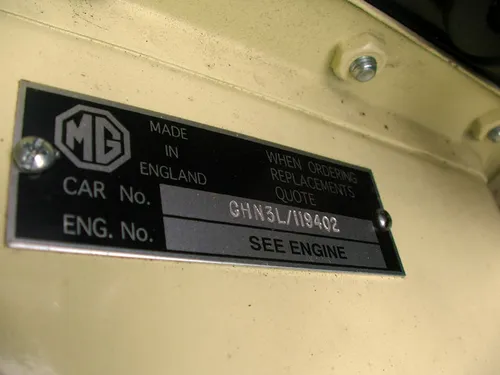 MG
MADE
IN
ENGLAND
WHEN ORDERING
REPLACEMENTS
QUOTE
CAR No. GHN3L/119402
ENG. No. SEE ENGINE